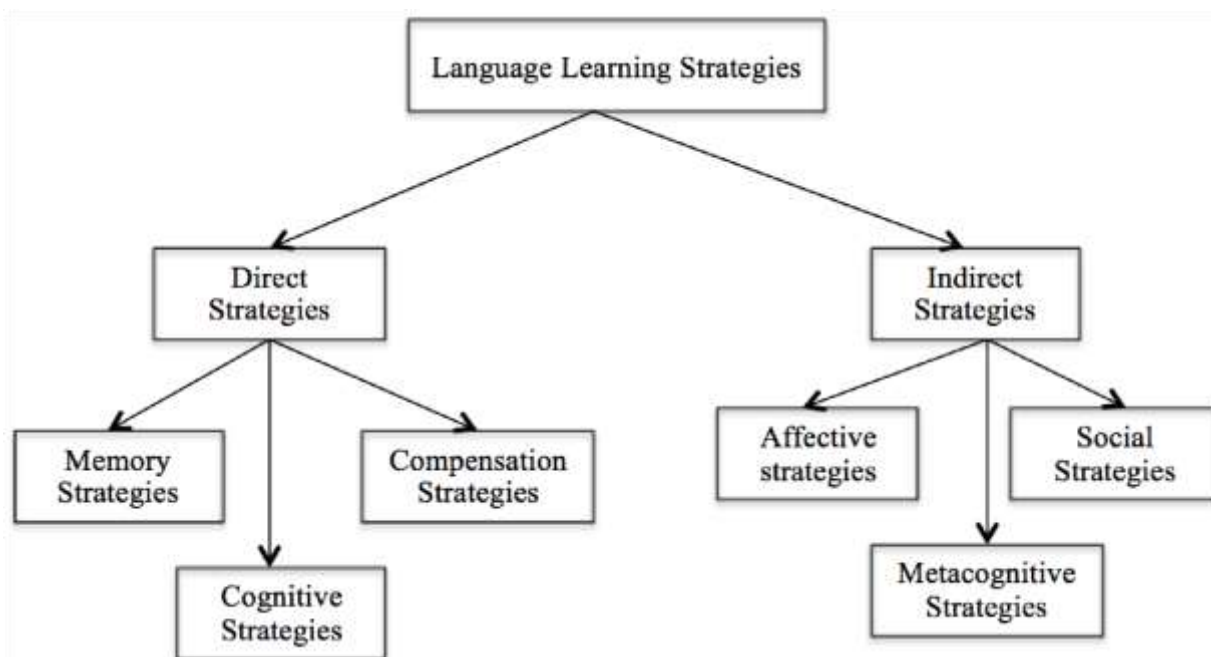 Language Learning Strategies
Direct
Strategies
Indirect
Strategies
Memory
Strategies
Compensation
Strategies
Cognitive
Strategies
Affective
strategies
Social
Strategies
Metacognitive
Strategies